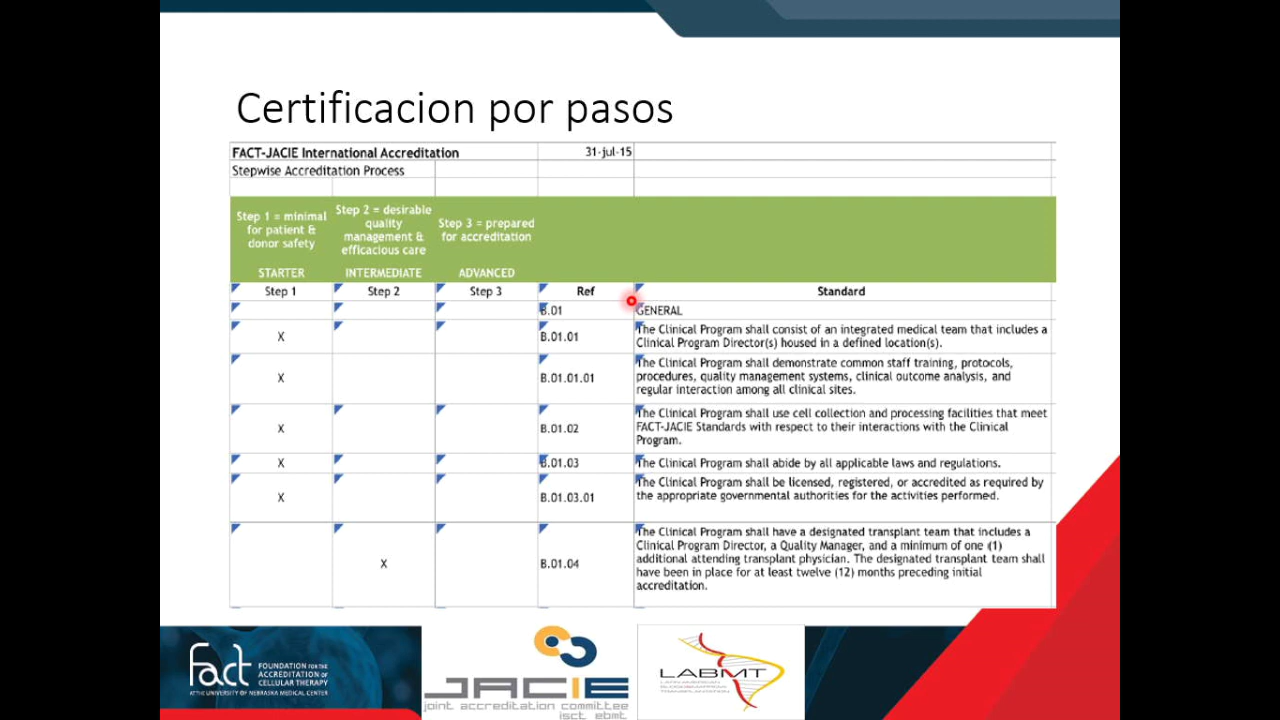 Certificacion por pasos
FACT-JACIE International Accreditation 31-jul-15
Stepwise Accreditation Process
Step 1 = minimal
for patient &
donor safety
STARTER
Step 2 = desirable
quality
management &
efficacious care
INTERMEDIATE
Step 3 = prepared
for accreditation
ADVANCED
Step 1 Step 2 Step 3 Ref Standard
B.01 GENERAL
X B.01.01 The Clinical Program shall consist of an integrated medical team that includes a
Clinical Program Director(s) housed in a defined location(s).
X B.01.01.01 The Clinical Program shall demonstrate common staff training, protocols,
procedures, quality management systems, clinical outcome analysis, and
regular interaction among all clinical sites.
X B.01.02 The Clinical Program shall use cell collection and processing facilities that meet
FACT-JACIE Standards with respect to their interactions with the Clinical
Program.
X B.01.03 The Clinical Program shall abide by all applicable laws and regulations.
X B.01.03.01 The Clinical Program shall be licensed, registered, or accredited as required by
the appropriate governmental authorities for the activities performed.
X B.01.04 The Clinical Program shall have a designated transplant team that includes a
Clinical Program Director, a Quality Manager, and a minimum of one (1)
additional attending transplant physician. The designated transplant team shall
have been in place for at least twelve (12) months preceding initial
accreditation.
fact
FOUNDATION FOR THE
ACCREDITATION OF
CELLULAR THERAPY
AT THE UNIVERSITY OF NEBRASKA MEDICAL CENTER
JACIE
joint accreditation committee
isct ebmt
LABMT